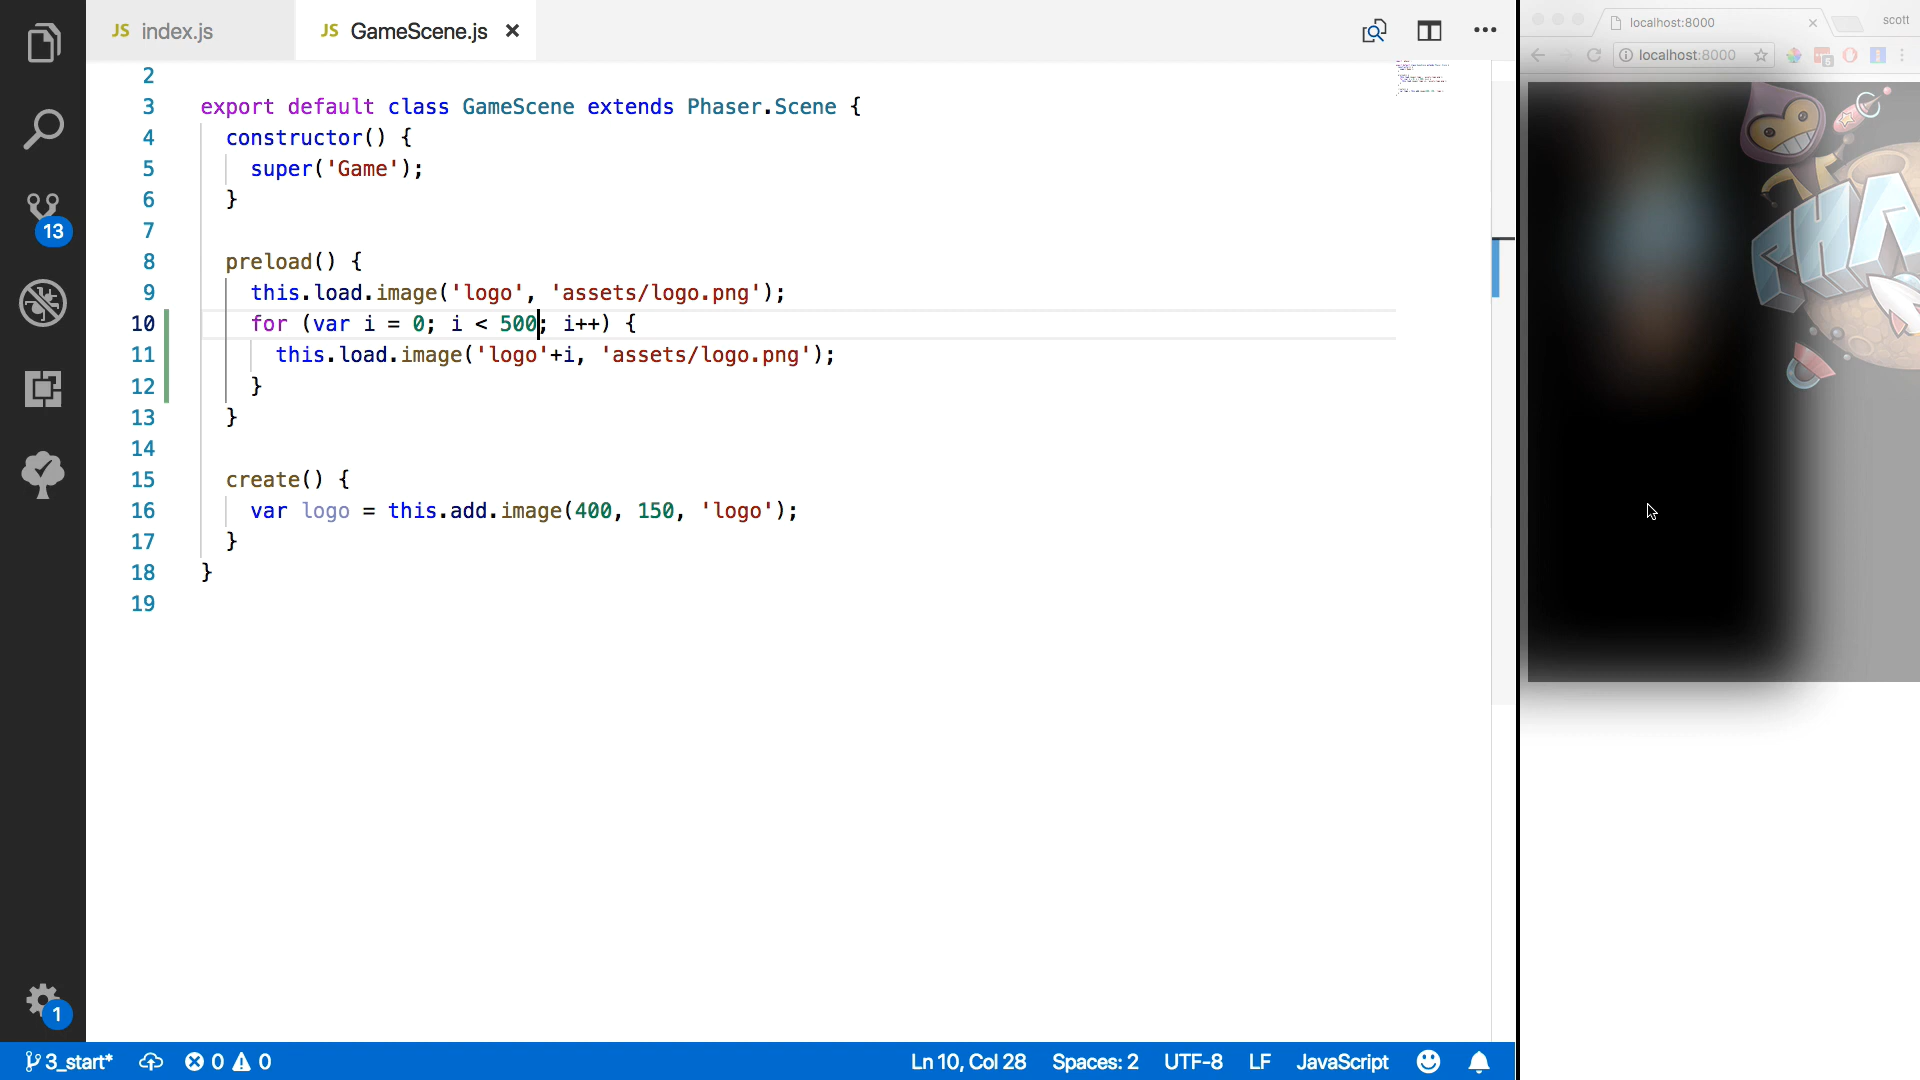 JS index.js
JS GameScene.js ×
localhost:8000 ×
scott
localhost:8000
5
2
3 export default class GameScene extends Phaser.Scene {
4 constructor() {
5 super('Game');
6 }
7
8 preload() {
9 this.load.image('logo', 'assets/logo.png');
10 for (var i = 0; i < 500; i++) {
11 this.load.image('logo'+i, 'assets/logo.png');
12 }
13 }
14
15 create() {
16 var logo = this.add.image(400, 150, 'logo');
17 }
18 }
19
13
1
PHA
3_start* 0 0 Ln 10, Col 28 Spaces: 2 UTF-8 LF JavaScript